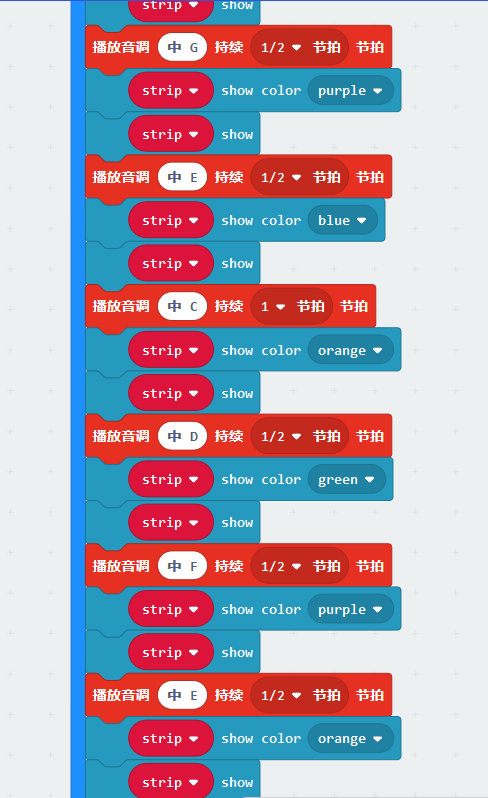 strip show
播放音调 中 G 持续 1/2 节拍 节拍
strip show color purple
strip show
播放音调 中 E 持续 1/2 节拍 节拍
strip show color blue
strip show
播放音调 中 C 持续 1 节拍 节拍
strip show color orange
strip show
播放音调 中 D 持续 1/2 节拍 节拍
strip show color green
strip show
播放音调 中 F 持续 1/2 节拍 节拍
strip show color purple
strip show
播放音调 中 E 持续 1/2 节拍 节拍
strip show color orange
strip show